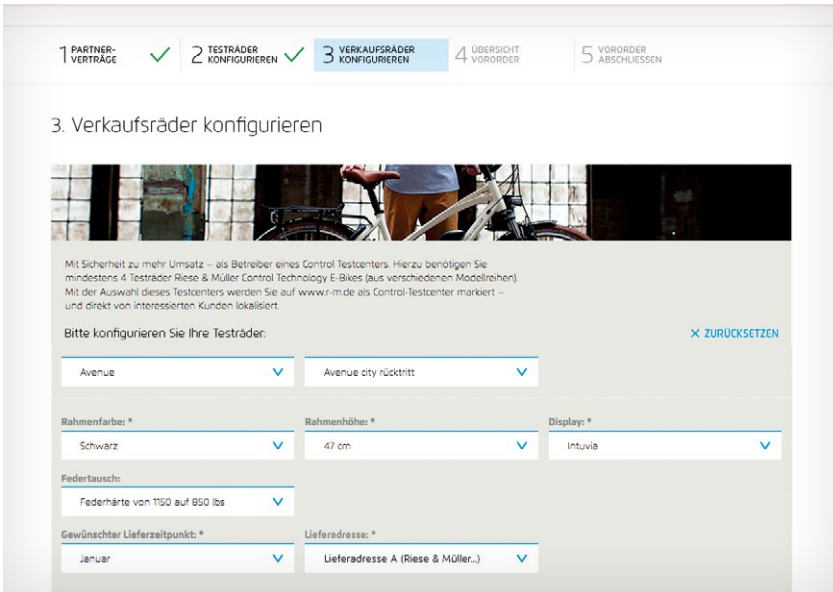 1 PARTNER-
VERTRÄGE
2 TESTRÄDER
KONFIGURIEREN
3 VERKAUFSRÄDER
KONFIGURIEREN
4 ÜBERSICHT
VORORDER
5 VORORDER
ABSCHLIESSEN
3. Verkaufsräder konfigurieren
Mit Sicherheit zu mehr Umsatz – als Betreiber eines Control Testcenters. Hierzu benötigen Sie
mindestens 4 Testräder Riese & Müller Control Technology E-Bikes (aus verschiedenen Modellreihen).
Mit der Auswahl dieses Testcenters werden Sie auf www.r-m.de als Control-Testcenter markiert –
und direkt von interessierten Kunden lokalisiert.
Bitte konfigurieren Sie Ihre Testräder: ZURÜCKSETZEN
Avenue Avenue city rücktritt
Rahmenfarbe: * Rahmenhöhe: * Display: *
Schwarz 47 cm Intuvia
Federtausch:
Federhärte von 1150 auf 850 lbs
Gewünschter Lieferzeitpunkt: * Lieferadresse: *
Januar Lieferadresse A (Riese & Müller...)